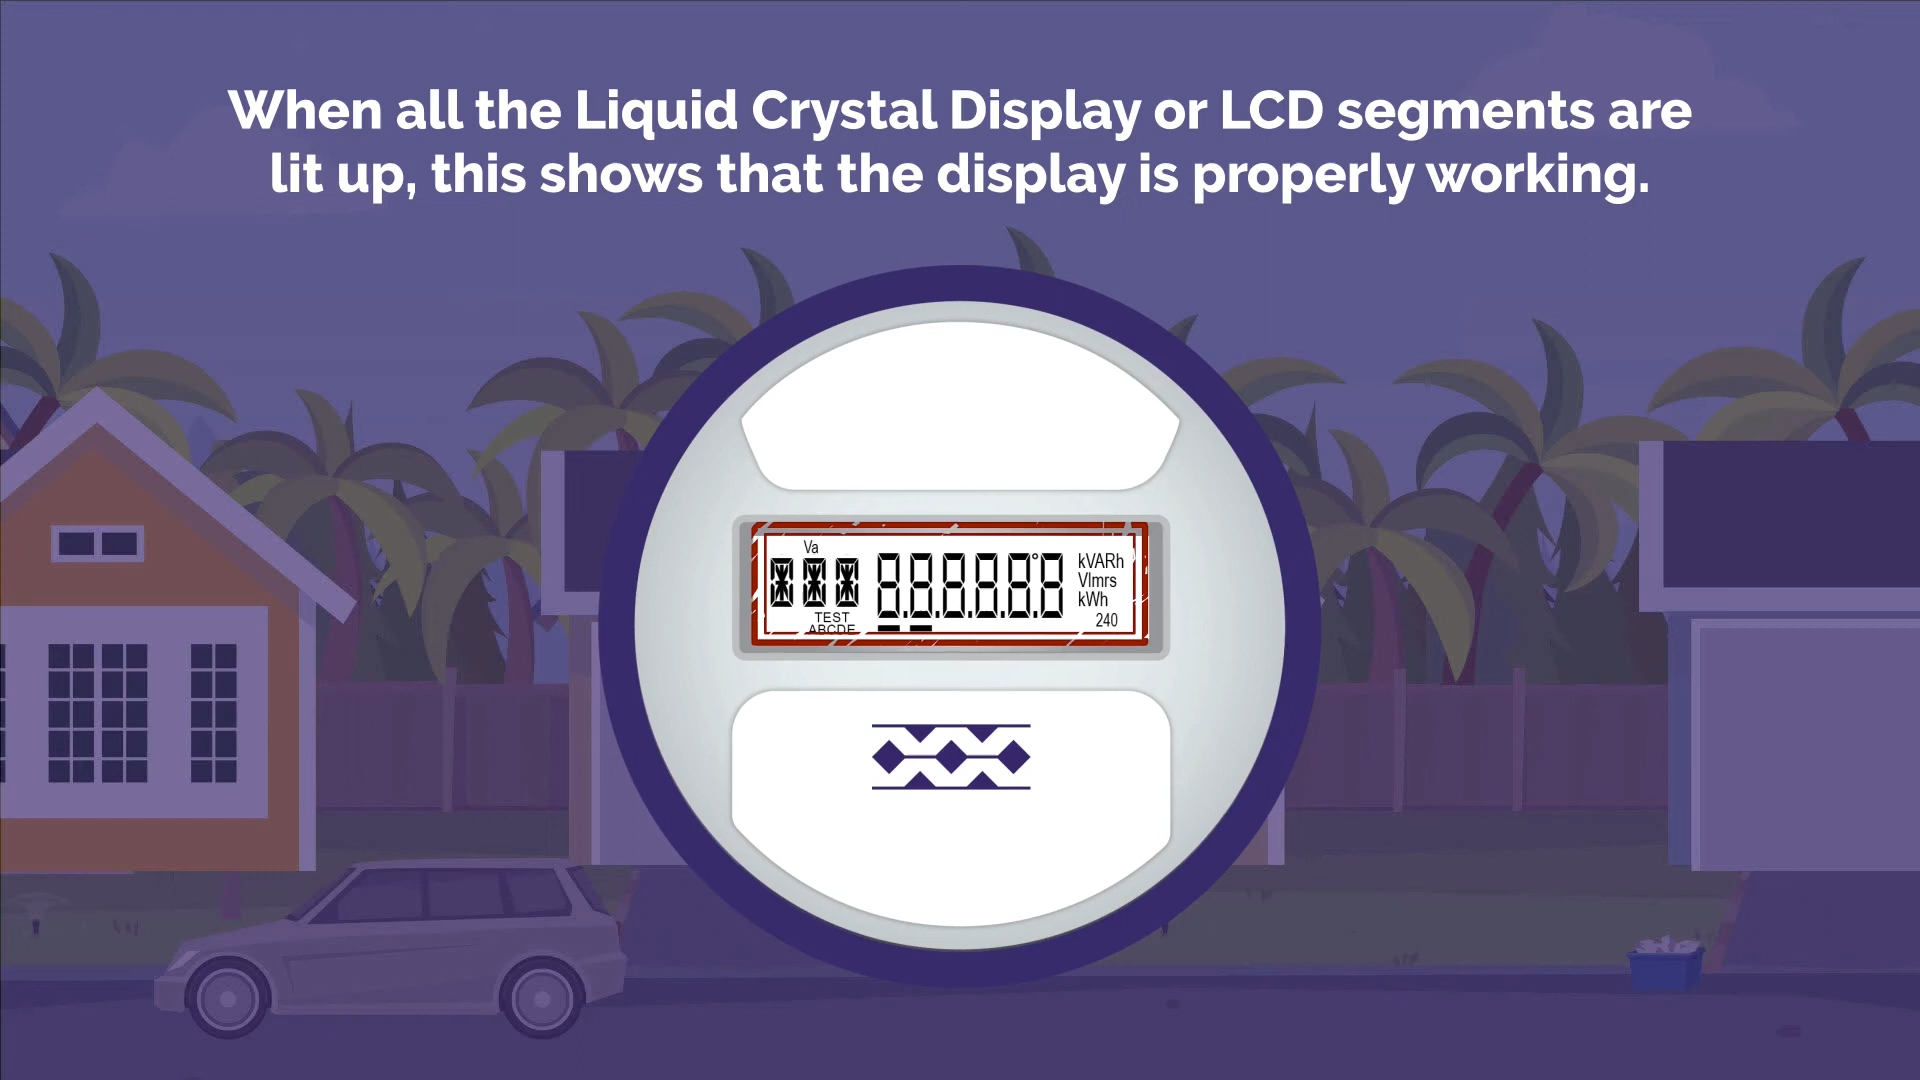 When all the Liquid Crystal Display or LCD segments are
lit up, this shows that the display is properly working.
Va
8.8.8.8.8°.8
kVARh
Vlmrs
kWh
240
TEST
ABCDE